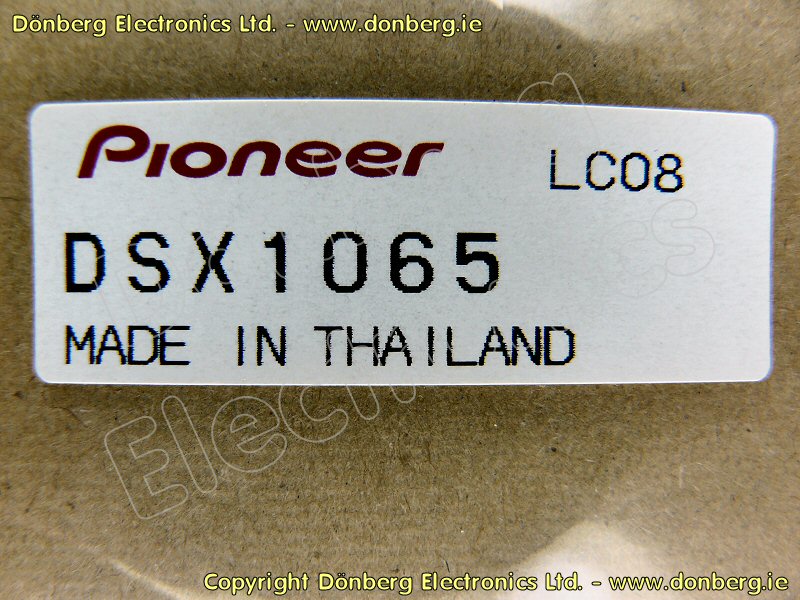 Dönberg Electronics Ltd. - www.donberg.ie
Pioneer LC08
DSX1065
MADE IN THAILAND
Copyright Dönberg Electronics Ltd. - www.donberg.ie